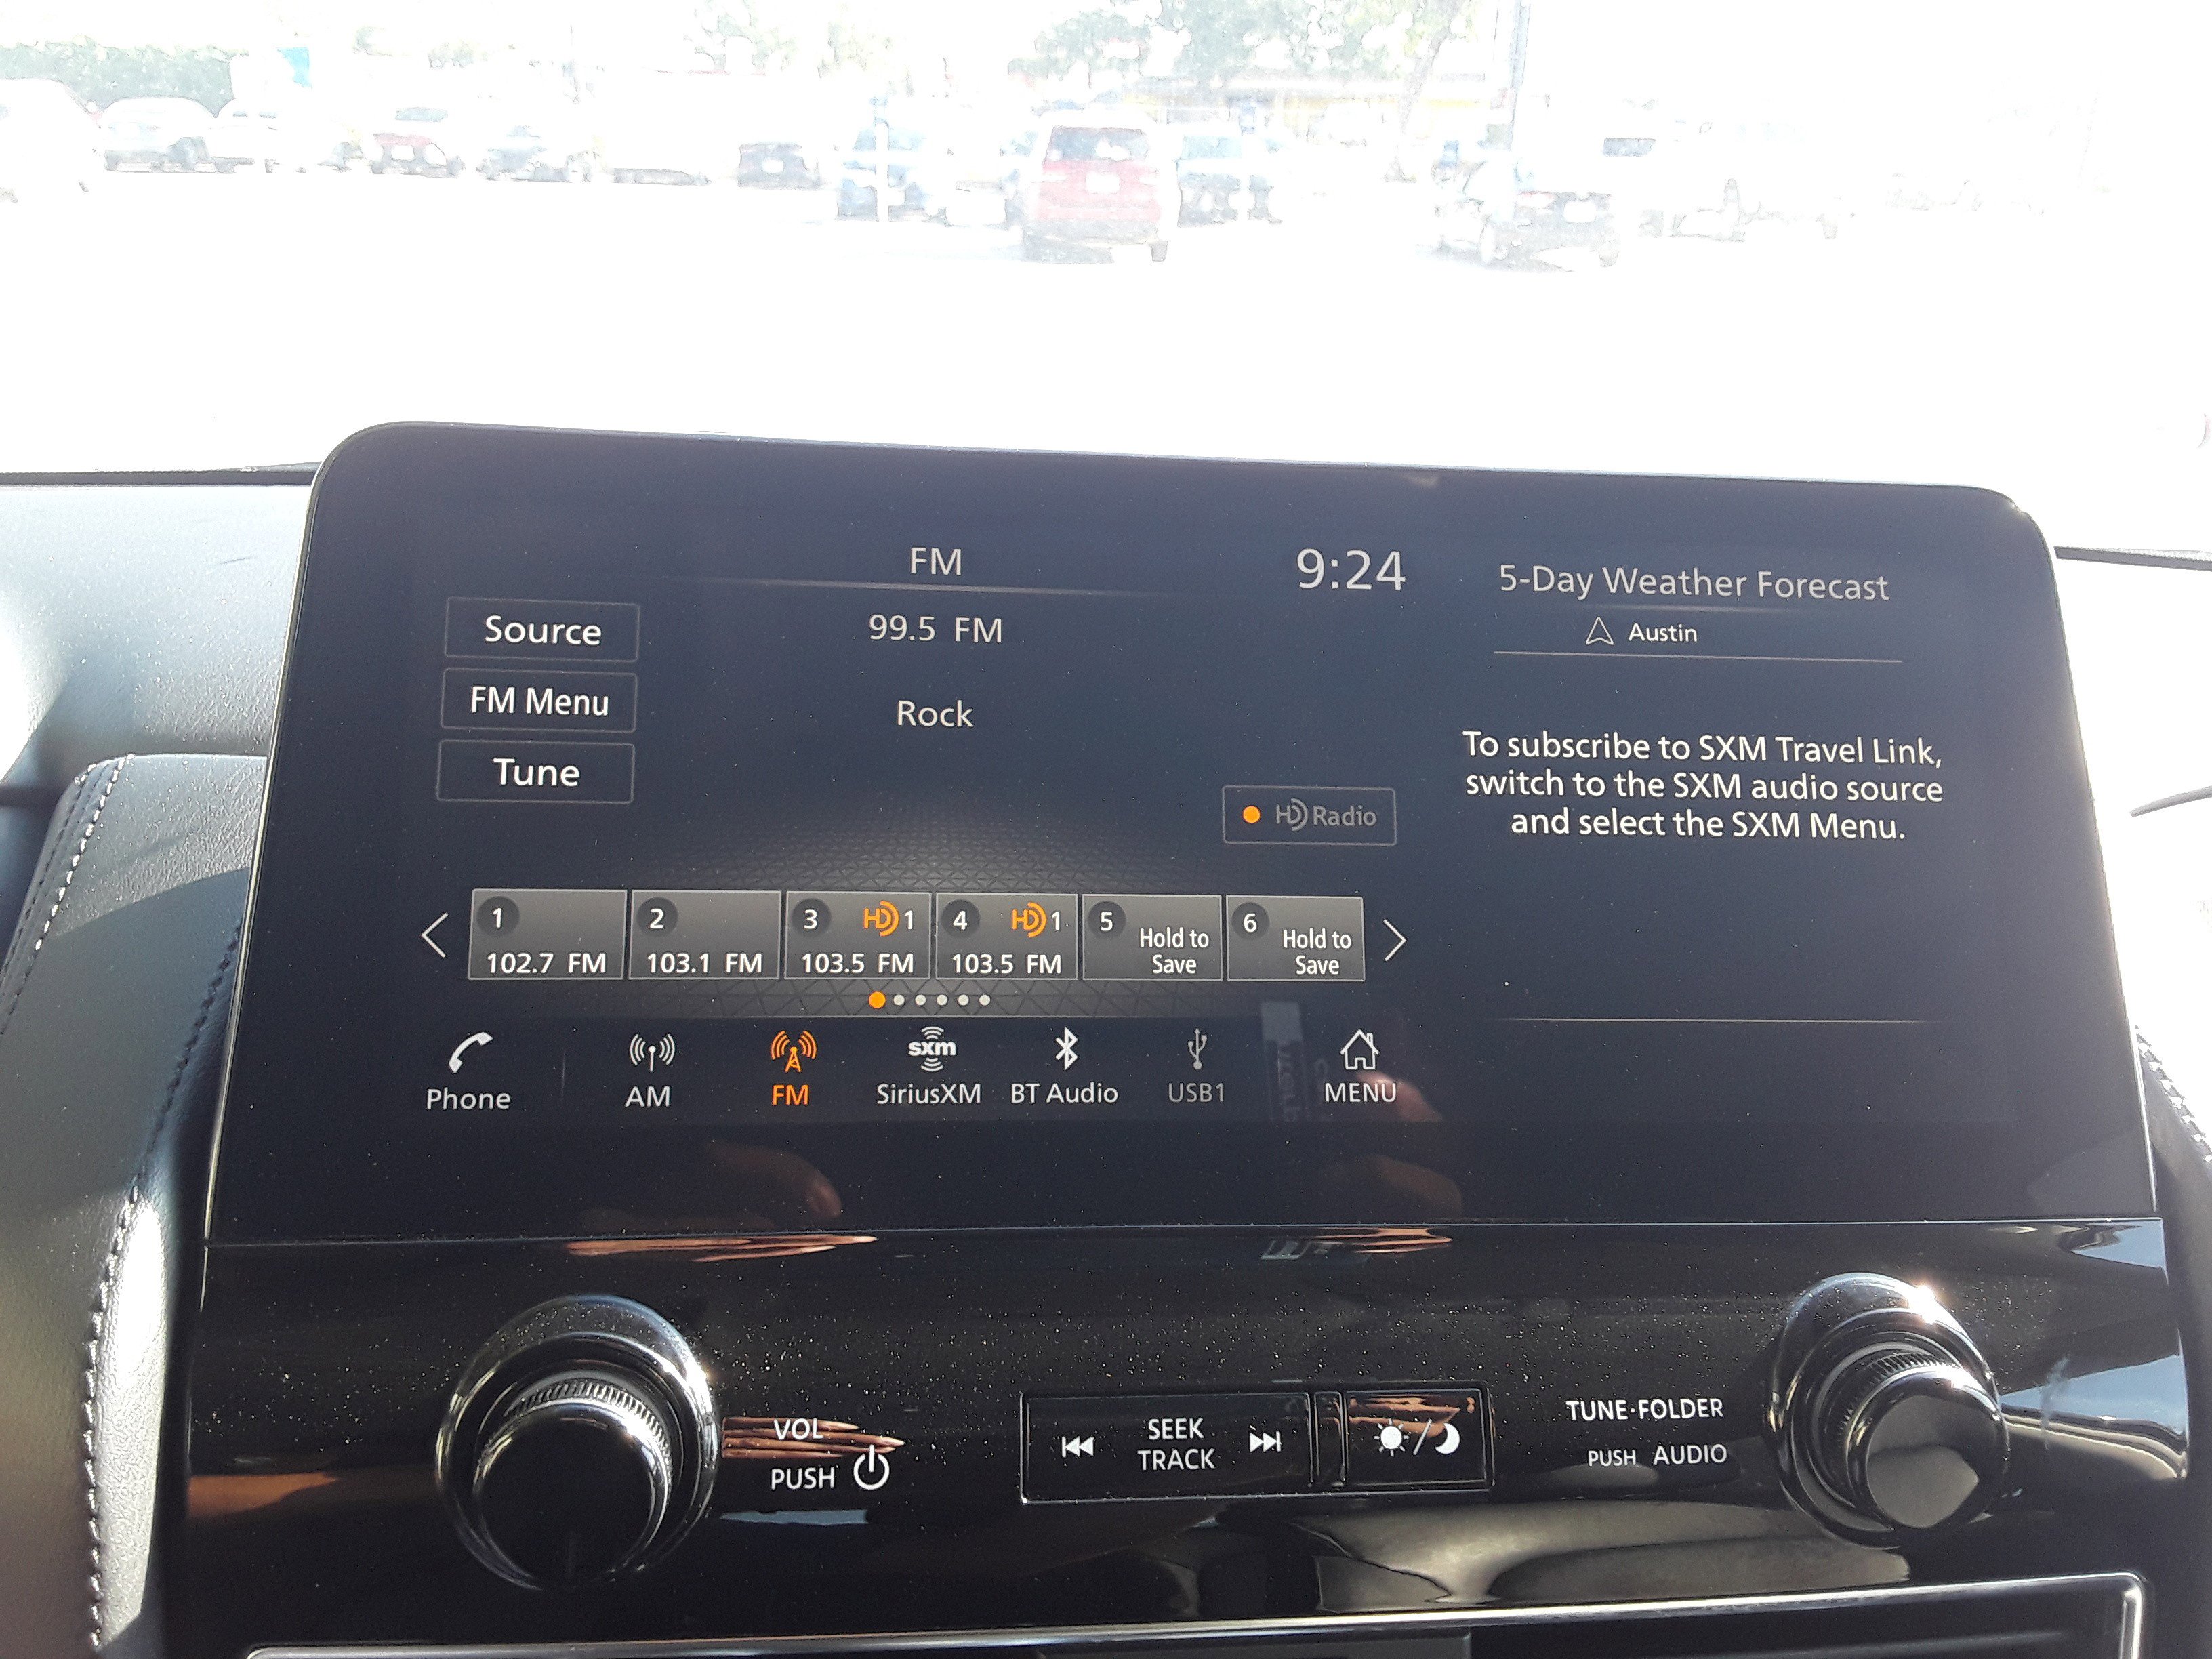 FM
9:24
5-Day Weather Forecast
Austin
Source
99.5 FM
FM Menu
Rock
Tune
To subscribe to SXM Travel Link,
switch to the SXM audio source
and select the SXM Menu.
HD Radio
1
102.7 FM
2
103.1 FM
3 HD 1
103.5 FM
4 HD 1
103.5 FM
5 Hold to
Save
6 Hold to
Save
Phone
AM
FM
sxm
SiriusXM
BT Audio
USB1
MENU
VOL
PUSH
SEEK
TRACK
TUNE·FOLDER
PUSH AUDIO